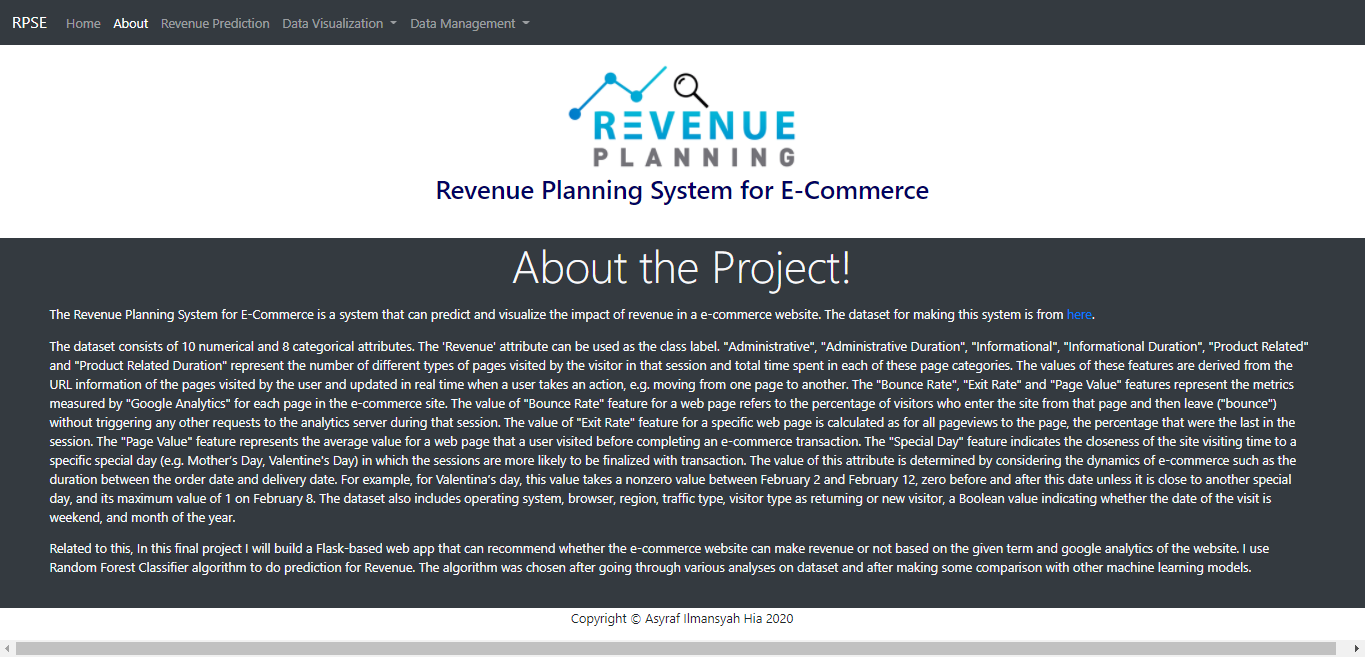 RPSE Home About Revenue Prediction Data Visualization Data Management
REVENUE
PLANNING
Revenue Planning System for E-Commerce
About the Project!
The Revenue Planning System for E-Commerce is a system that can predict and visualize the impact of revenue in a e-commerce website. The dataset for making this system is from here.
The dataset consists of 10 numerical and 8 categorical attributes. The 'Revenue' attribute can be used as the class label. "Administrative", "Administrative Duration", "Informational", "Informational Duration", "Product Related"
and "Product Related Duration" represent the number of different types of pages visited by the visitor in that session and total time spent in each of these page categories. The values of these features are derived from the
URL information of the pages visited by the user and updated in real time when a user takes an action, e.g. moving from one page to another. The "Bounce Rate", "Exit Rate" and "Page Value" features represent the metrics
measured by "Google Analytics" for each page in the e-commerce site. The value of "Bounce Rate" feature for a web page refers to the percentage of visitors who enter the site from that page and then leave ("bounce")
without triggering any other requests to the analytics server during that session. The value of "Exit Rate" feature for a specific web page is calculated as for all pageviews to the page, the percentage that were the last in the
session. The "Page Value" feature represents the average value for a web page that a user visited before completing an e-commerce transaction. The "Special Day" feature indicates the closeness of the site visiting time to a
specific special day (e.g. Mother's Day, Valentine's Day) in which the sessions are more likely to be finalized with transaction. The value of this attribute is determined by considering the dynamics of e-commerce such as the
duration between the order date and delivery date. For example, for Valentina's day, this value takes a nonzero value between February 2 and February 12, zero before and after this date unless it is close to another special
day, and its maximum value of 1 on February 8. The dataset also includes operating system, browser, region, traffic type, visitor type as returning or new visitor, a Boolean value indicating whether the date of the visit is
weekend, and month of the year.
Related to this, In this final project I will build a Flask-based web app that can recommend whether the e-commerce website can make revenue or not based on the given term and google analytics of the website. I use
Random Forest Classifier algorithm to do prediction for Revenue. The algorithm was chosen after going through various analyses on dataset and after making some comparison with other machine learning models.
Copyright © Asyraf Ilmansyah Hia 2020